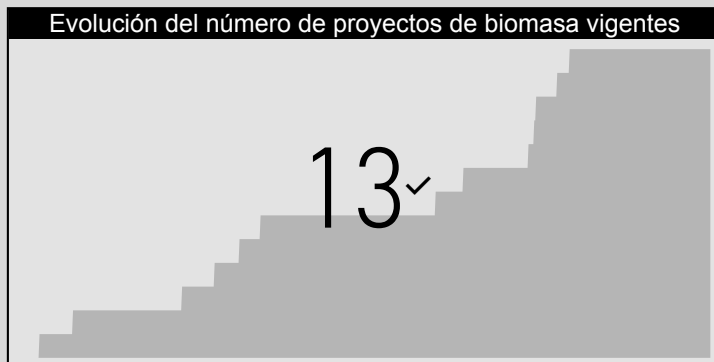 Evolución del número de proyectos de biomasa vigentes
13✓